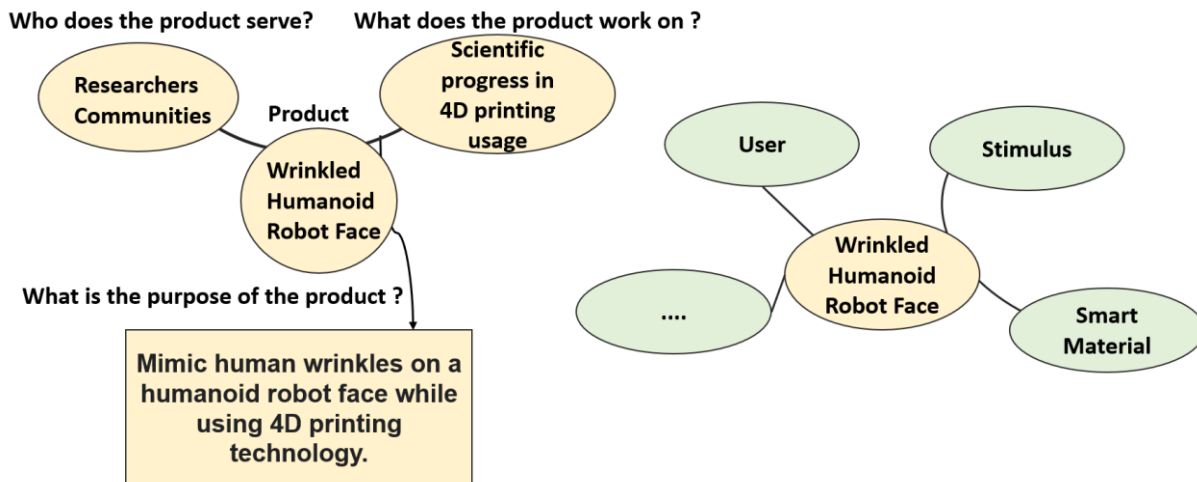 Who does the product serve?
What does the product work on ?
Researchers
Communities
Scientific
progress in
4D printing
usage
Product
Wrinkled
Humanoid
Robot Face
What is the purpose of the product ?
Mimic human wrinkles on a
humanoid robot face while
using 4D printing
technology.
User
Stimulus
Wrinkled
Humanoid
Robot Face
....
Smart
Material